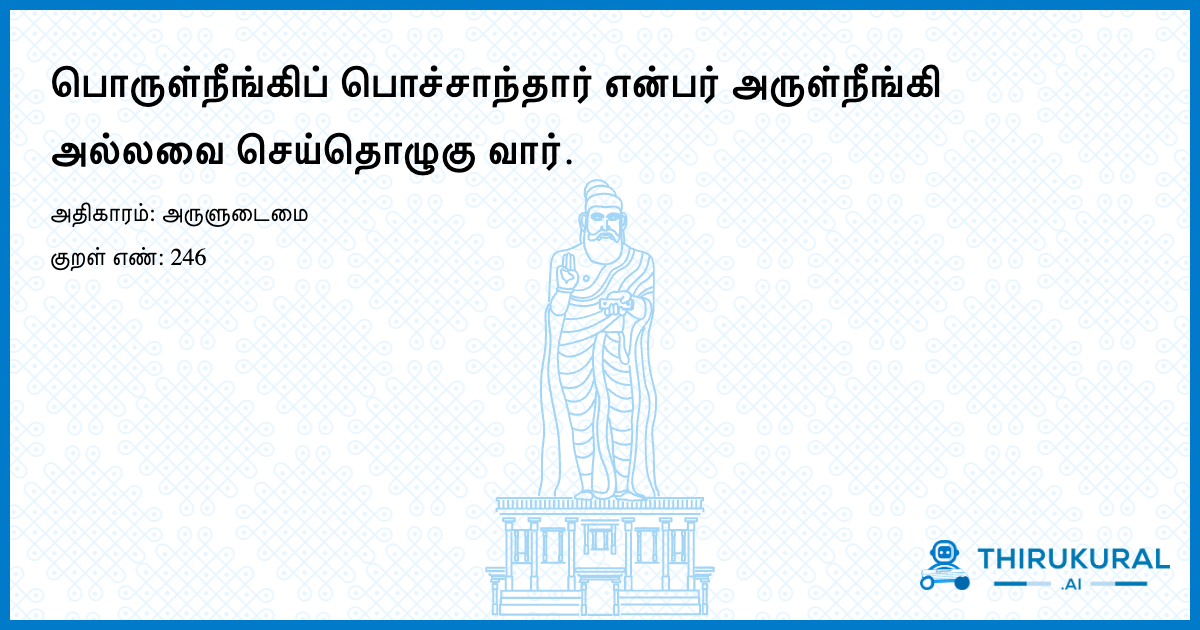 பொருள்நீங்கிப் பொச்சாந்தார் என்பர் அருள்நீங்கி
அல்லவை செய்தொழுகு வார்.
அதிகாரம்: அருளுடைமை
குறள் எண்: 246
THIRUKURAL
.AI